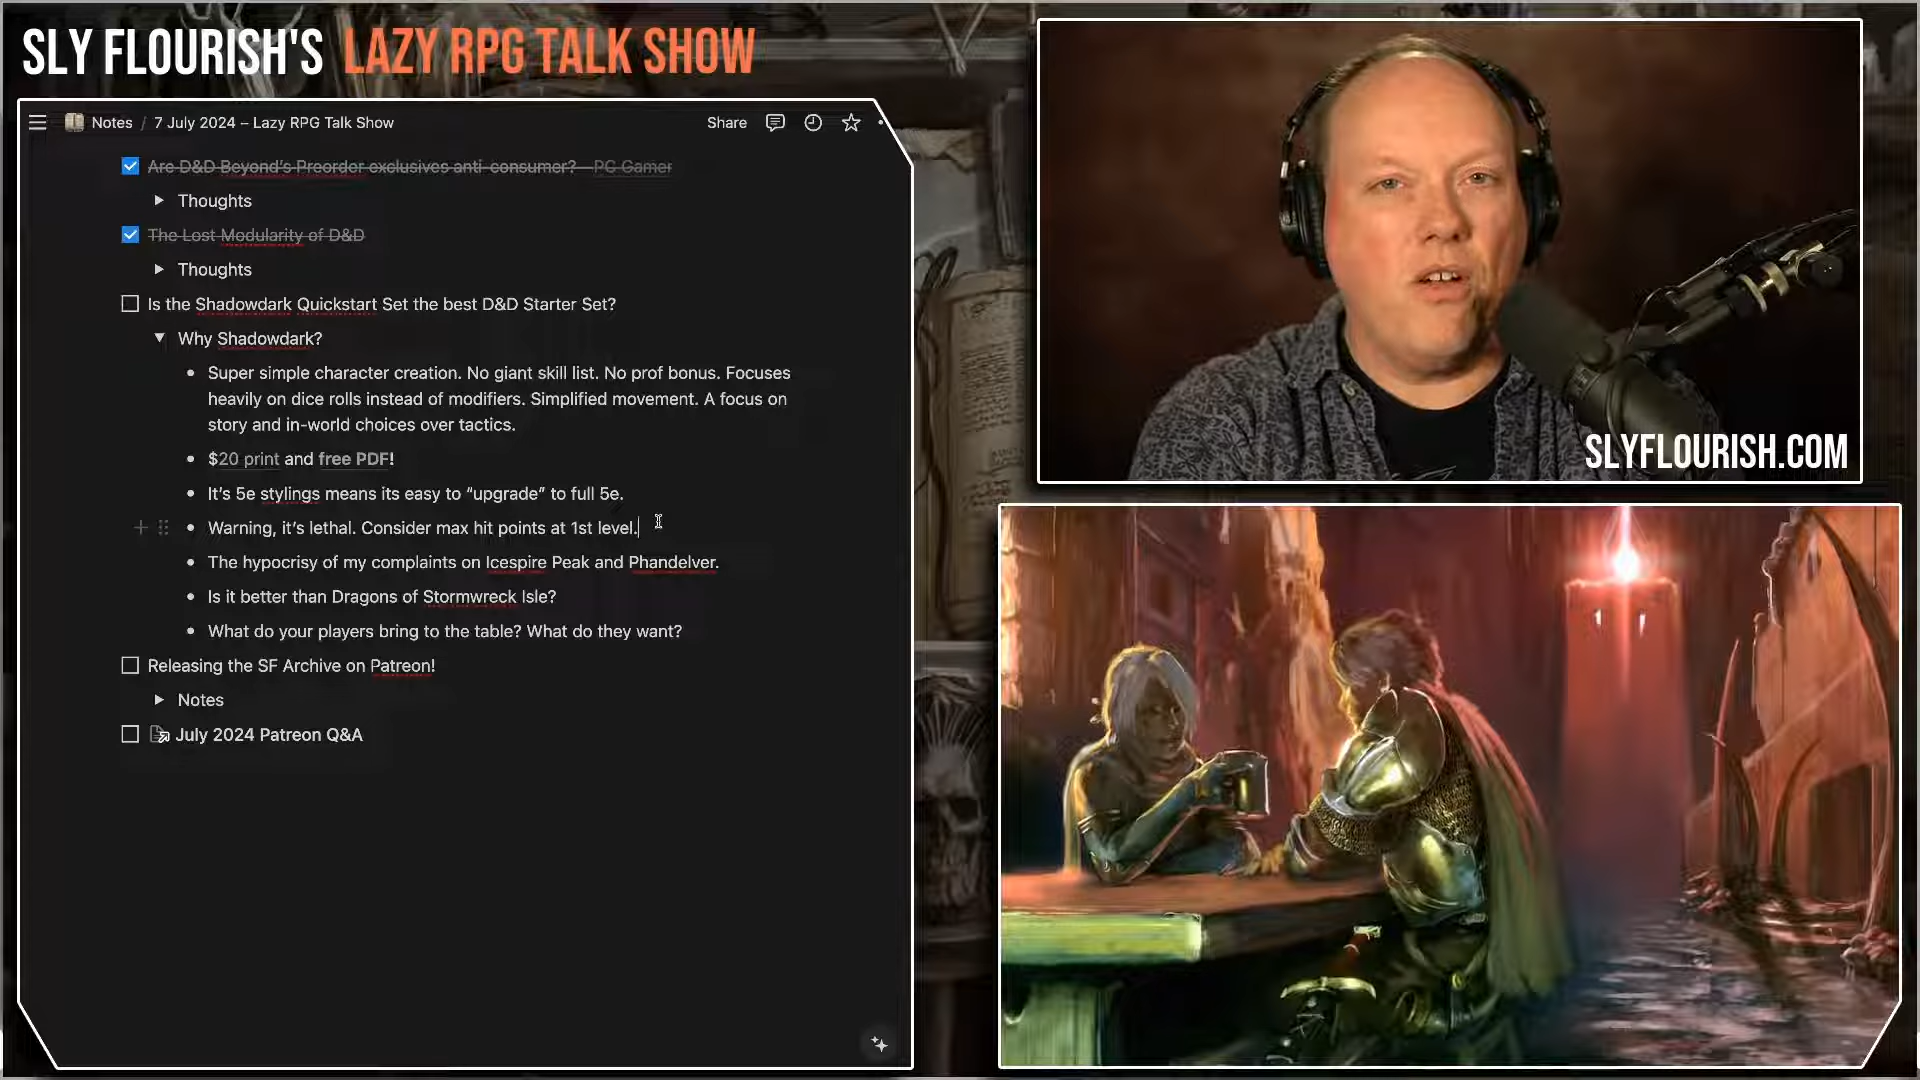 SLY FLOURISH'S LAZY RPG TALK SHOW
Notes / 7 July 2024 – Lazy RPG Talk Show
Share
Are D&D Beyond's Preorder exclusives anti-consumer? – PC Gamer
Thoughts
The Lost Modularity of D&D
Thoughts
Is the Shadowdark Quickstart Set the best D&D Starter Set?
Why Shadowdark?
Super simple character creation. No giant skill list. No prof bonus. Focuses
heavily on dice rolls instead of modifiers. Simplified movement. A focus on
story and in-world choices over tactics.
$20 print and free PDF!
It's 5e stylings means its easy to “upgrade” to full 5e.
Warning, it's lethal. Consider max hit points at 1st level.
The hypocrisy of my complaints on Icespire Peak and Phandelver.
Is it better than Dragons of Stormwreck Isle?
What do your players bring to the table? What do they want?
Releasing the SF Archive on Patreon!
Notes
July 2024 Patreon Q&A
SLYFLOURISH.COM